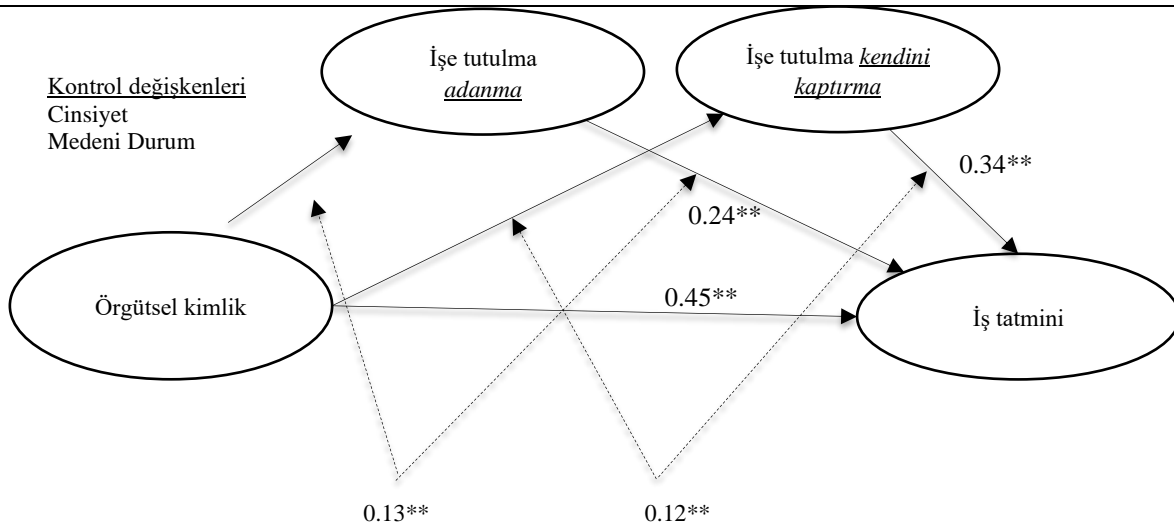 Kontrol değişkenleri
Cinsiyet
Medeni Durum
İşe tutulma
adanma
İşe tutulma kendini
kaptırma
0.34**
0.24**
Örgütsel kimlik
0.45**
İş tatmini
0.13**
0.12**